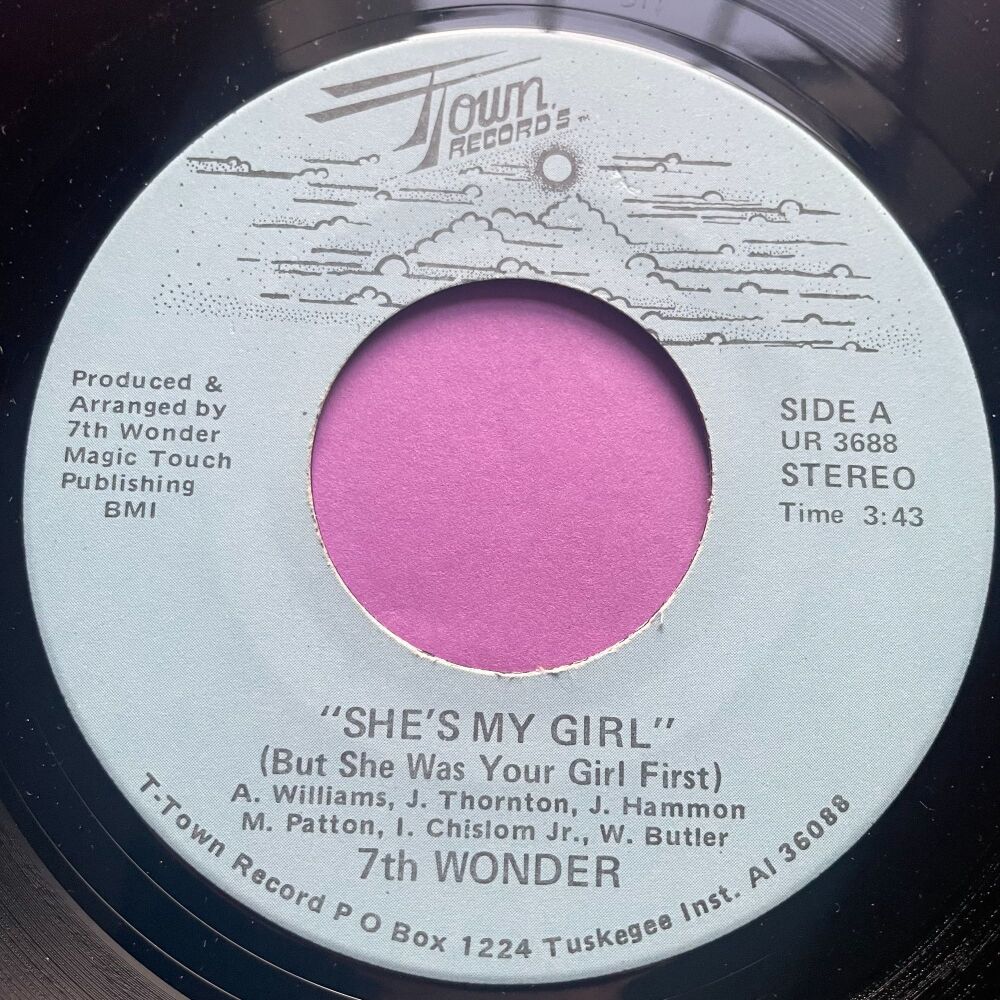 T Town
RECORD'S ™
Produced &
Arranged by
7th Wonder
Magic Touch
Publishing
BMI
SIDE A
UR 3688
STEREO
Time 3:43
"SHE'S MY GIRL"
(But She Was Your Girl First)
A. Williams, J. Thornton, J. Hammon
M. Patton, I. Chislom Jr., W. Butler
7th WONDER
T-Town Record P O Box 1224 Tuskegee Inst. Al 36088